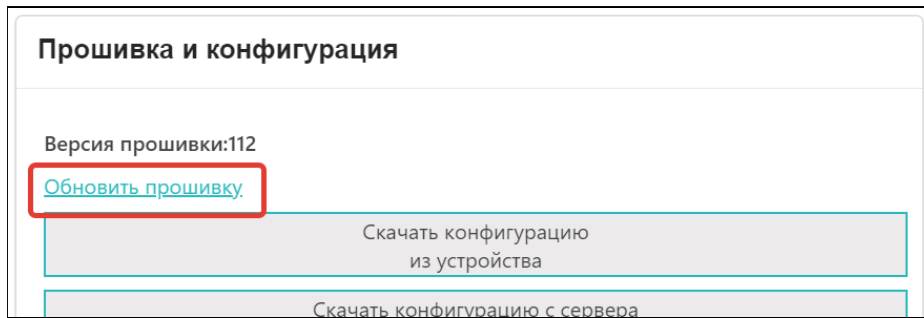 Прошивка и конфигурация
Версия прошивки:112
Обновить прошивку
Скачать конфигурацию
из устройства
Скачать конфигурацию с сервера